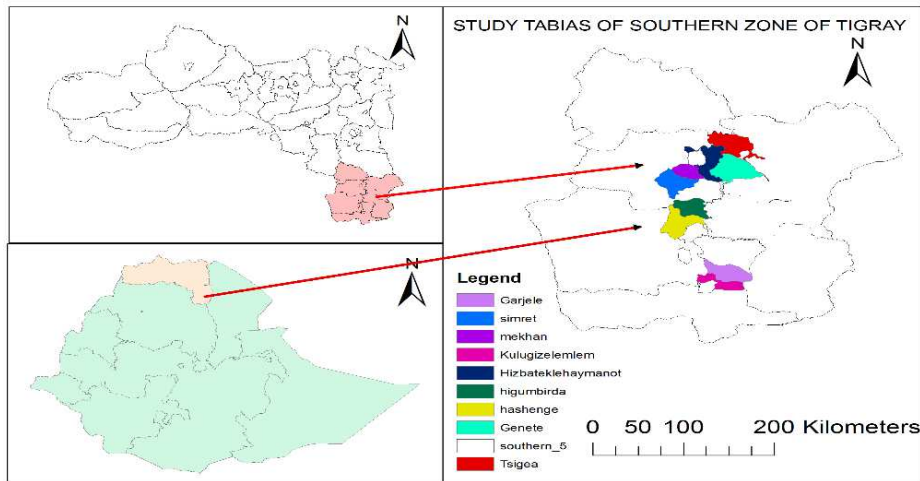 N
STUDY TABIAS OF SOUTHERN ZONE OF TIGRAY
N
N
Legend
Garjele
simret
mekhan
Kulugizelemlem
Hizbateklehaymanot
higumbirda
hashenge
Genete
southern_5
Tsigea
0 50 100 200 Kilometers